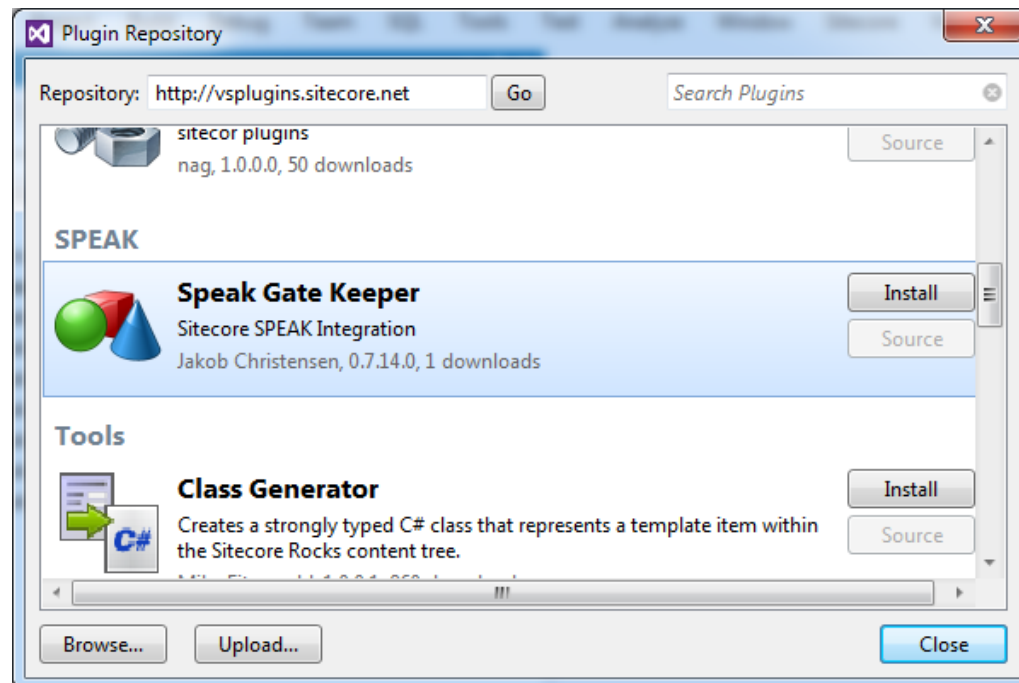 Plugin Repository
Repository: http://vsplugins.sitecore.net Go Search Plugins
sitecor plugins
Source
nag, 1.0.0.0, 50 downloads
SPEAK
Speak Gate Keeper
Install
Sitecore SPEAK Integration
Source
Jakob Christensen, 0.7.14.0, 1 downloads
Tools
Class Generator
Install
Creates a strongly typed C# class that represents a template item within
the Sitecore Rocks content tree.
Source
C#
Browse... Upload... Close